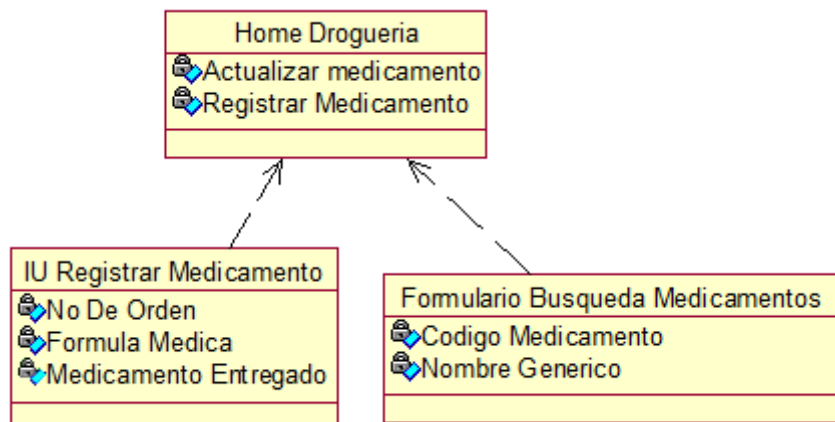 Home Drogueria
Actualizar medicamento
Registrar Medicamento
IU Registrar Medicamento
No De Orden
Formula Medica
Medicamento Entregado
Formulario Busqueda Medicamentos
Codigo Medicamento
Nombre Generico